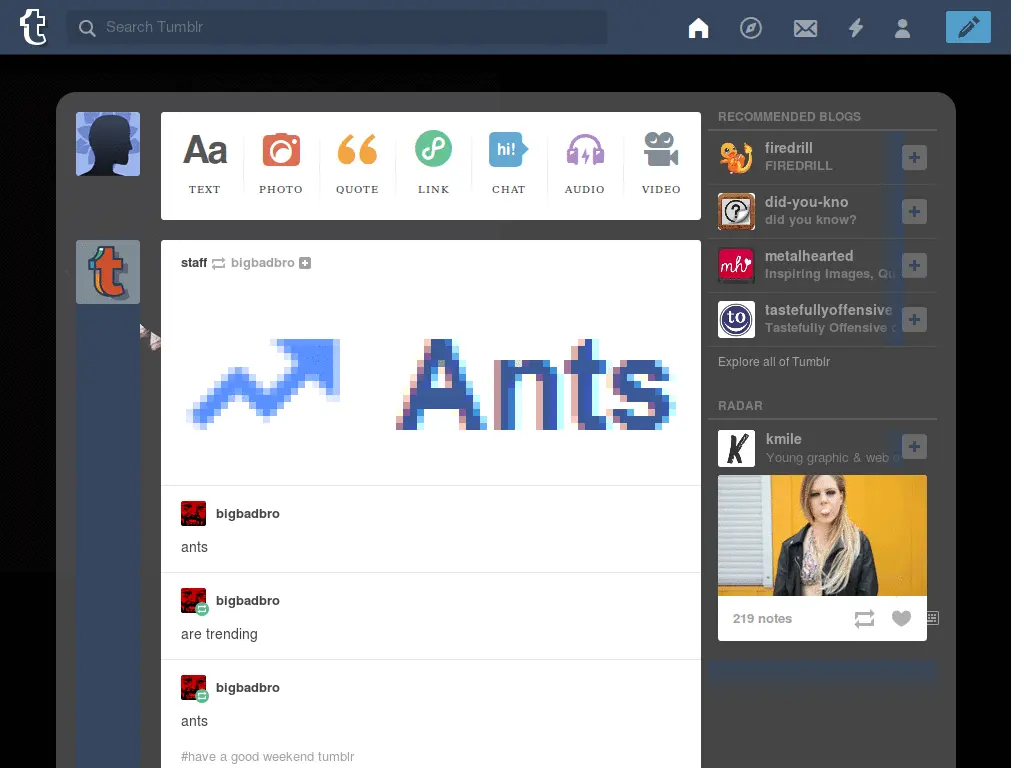 Search Tumblr
Aa
hi!
TEXT PHOTO QUOTE LINK CHAT AUDIO VIDEO
staff bigbadbro
Ants
bigbadbro
ants
bigbadbro
are trending
bigbadbro
ants
#have a good weekend tumblr
RECOMMENDED BLOGS
firedrill
FIREDRILL
did-you-kno
did you know?
mh
metalhearted
Inspiring Images, Qu
to
tastefullyoffensive
Tastefully Offensive
Explore all of Tumblr
RADAR
kmile
Young graphic & web
219 notes